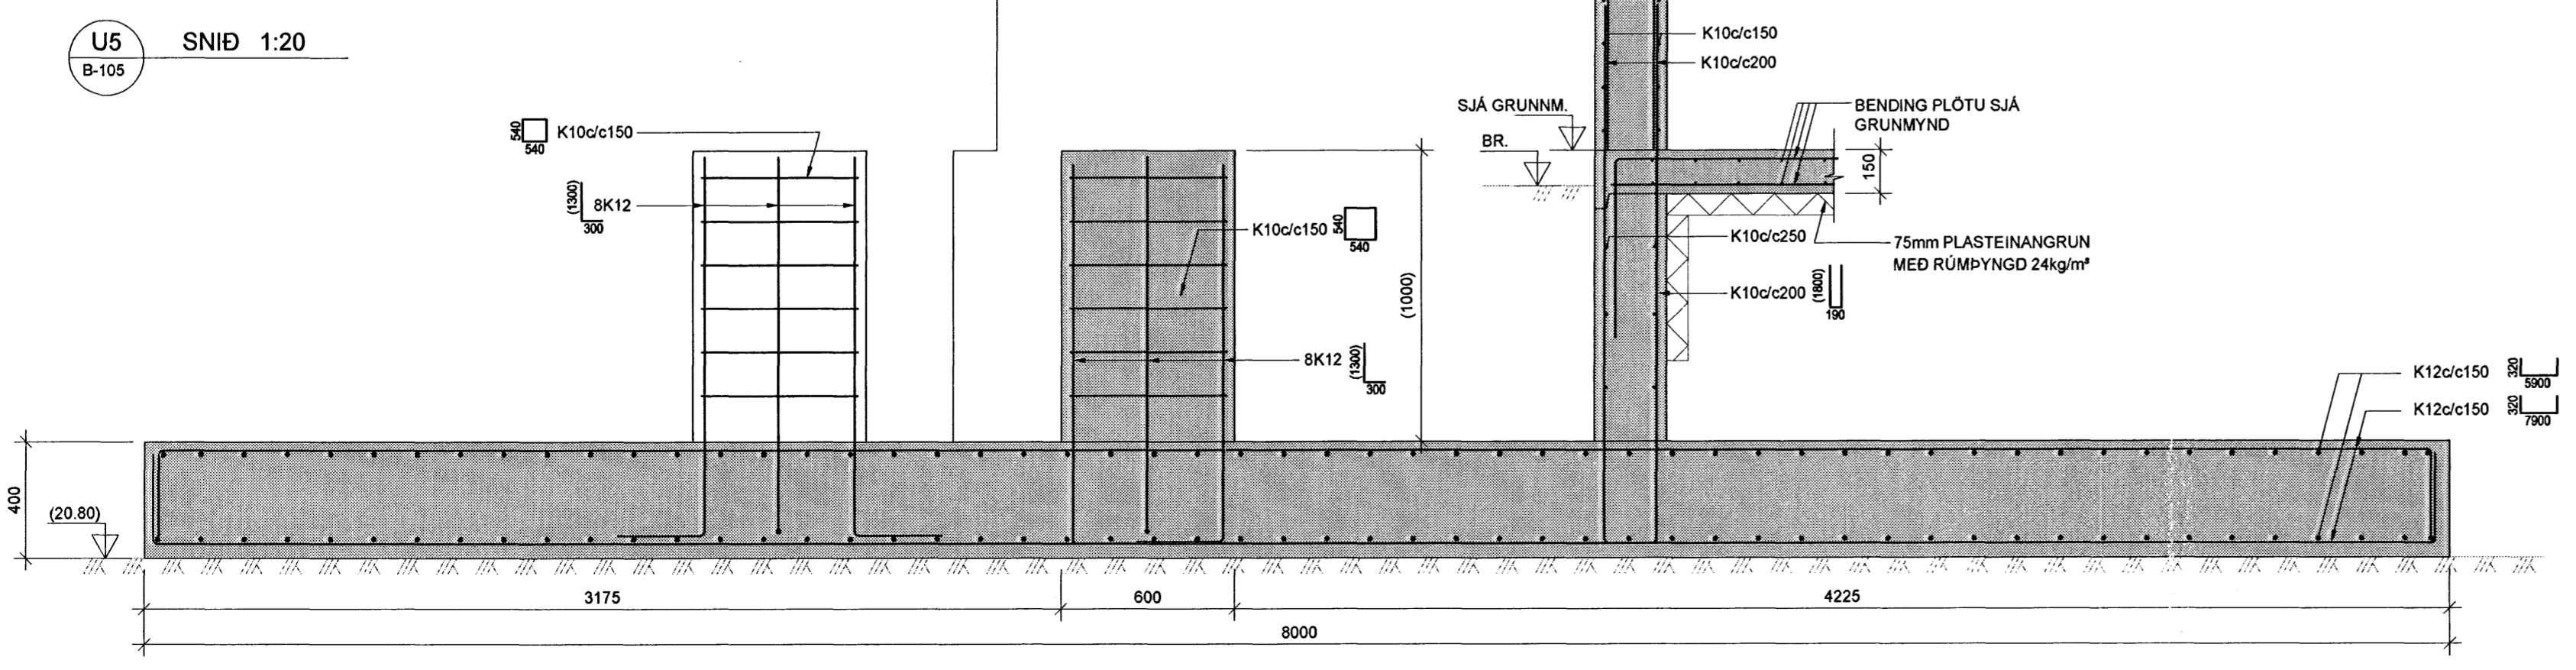 U5
B-105
SNIÐ 1:20
540
540
K10c/c150
(1300)
300
8K12
K10c/c150
540
540
8K12
(1300)
300
(1000)
K10c/c150
K10c/c200
SJÁ GRUNNM.
BR.
BENDING PLÖTU SJÁ
GRUNMYND
150
K10c/c250
75mm PLASTEINANGRUN
MEÐ RÚMÞYNGD 24kg/m³
K10c/c200
(1800)
190
K12c/c150
320
5900
K12c/c150
320
7900
400
(20.80)
3175
600
4225
8000